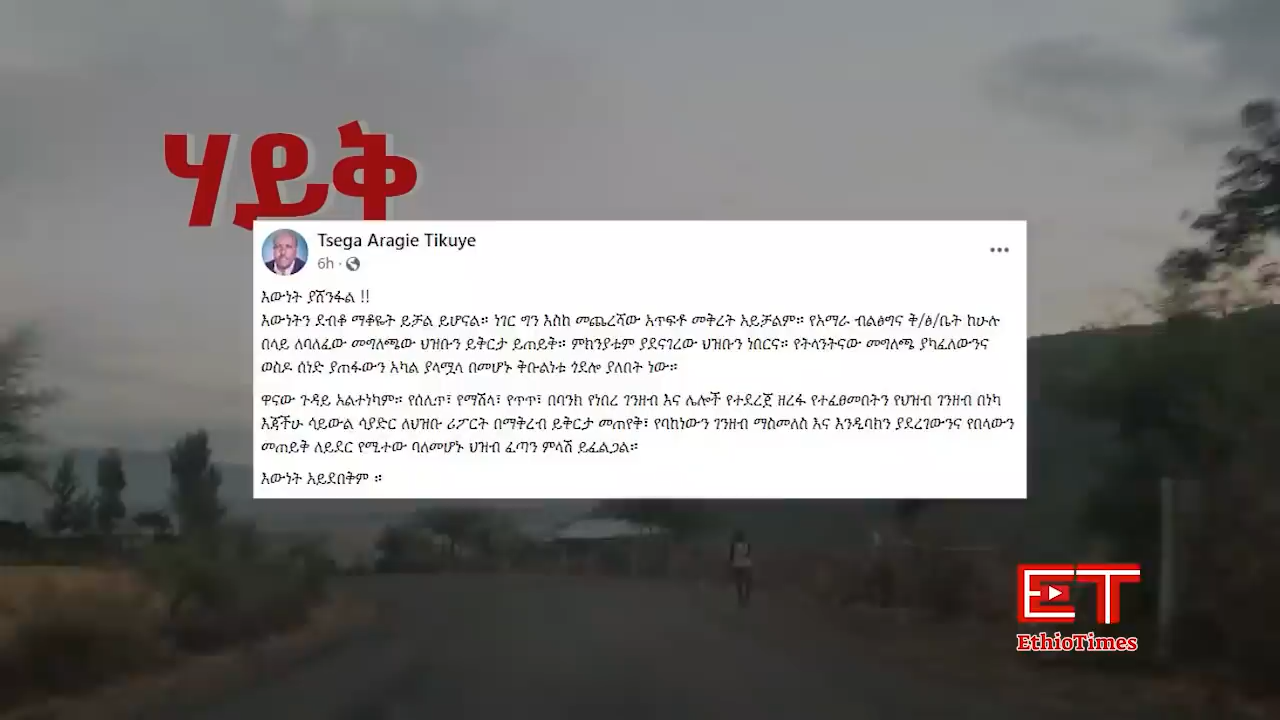 ሃይቅ
Tsega Aragie Tikuye
6h ·
እውነት ያሸንፋል !!
እውነትን ደብቆ ማቆዬት ይቻል ይሆናል። ነገር ግን እስከ መጨረሻው አጥፍቶ መቅረት አይቻልም። የአማራ ብልፅግና ቅ/ፅ/ቤት ከሁሉ
በላይ ለባለፈው መግለጫው ህዝቡን ይቅርታ ይጠይቅ። ምክንያቱም ያደናገረው ህዝቡን ነበርና። የትላንትናው መግለጫ ያካፈለውንና
ወስዶ ሰነድ ያጠፋውን አካል ያላሟላ በመሆኑ ቅቡልነቱ ጎደሎ ያለበት ነው።
ዋናው ጉዳይ አልተነካም። የሰሊጥ፣ የማሽላ፣ የጥጥ፣ በባንክ የነበረ ገንዘብ እና ሌሎች የተደረጀ ዘረፋ የተፈፀመበትን የህዝብ ገንዘብ በነካ
እጃችሁ ሳይውል ሳያድር ለህዝቡ ሪፖርት በማቅረብ ይቅርታ መጠየቅ፣ የባከነውን ገንዘብ ማስመለስ እና እንዲባክን ያደረገውንና የበላውን
መጠይቅ ለይደር የሚተው ባለመሆኑ ህዝብ ፈጣን ምላሽ ይፈልጋል።
እውነት አይደበቅም ።
ET
EthioTimes